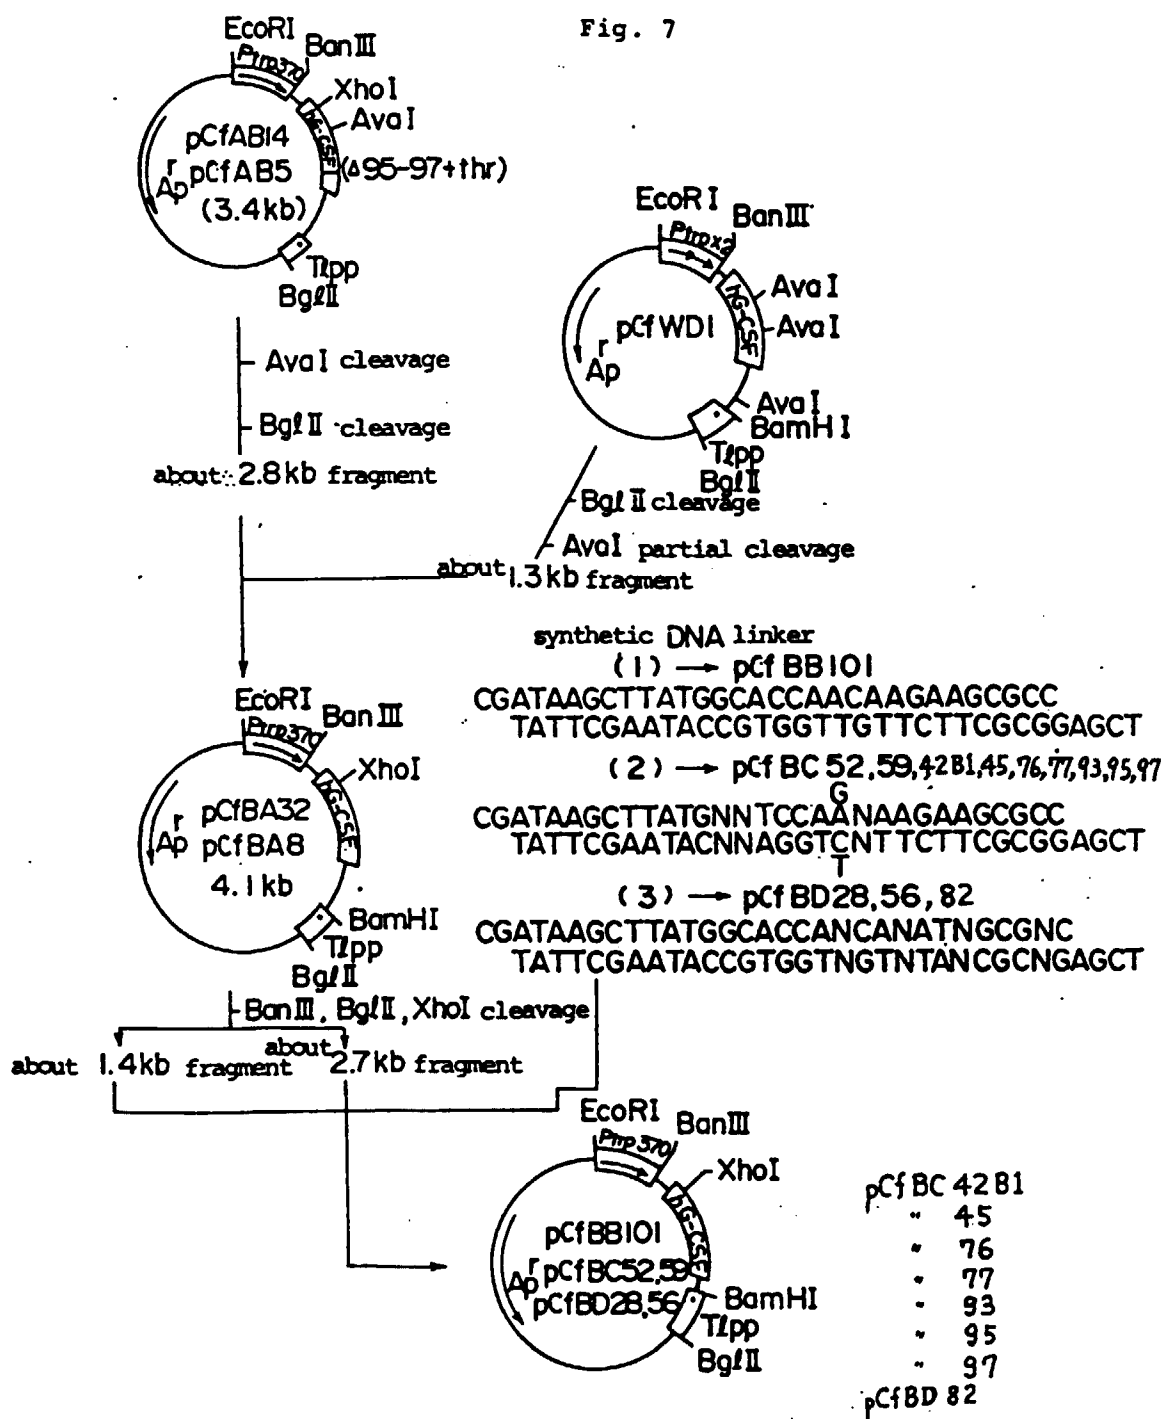 Fig. 7
EcoRI
BanIII
Ptrp370
XhoI
AvaI
hG-CSF
pCfAB14
pCfAB5
(3.4kb)
Ap r
(Δ95-97+thr)
Tlpp
BglII
EcoRI
BanIII
Ptrpx2
hG-CSF
AvaI
AvaI
pCfWD1
Ap r
AvaI
BamHI
Tlpp
BglII
AvaI cleavage
BglII cleavage
about 2.8kb fragment
BglII cleavage
AvaI partial cleavage
about 1.3kb fragment
synthetic DNA linker
(1) → pCfBB101
CGATAAGCTTATGGCACCAACAAGAAGCGCC
TATTCGAATACCGTGGTTGTTCTTCGCGGAGCT
(2) → pCfBC52,59,42B1,45,76,77,93,95,97
G
CGATAAGCTTATGNNTCCAANAAGAAGCGCC
TATTCGAATACNNAGGTCNTTCTTCGCGGAGCT
T
(3) → pCfBD28,56,82
CGATAAGCTTATGGCACCANCANATNGCGNC
TATTCGAATACCGTGGTNGTNTANCGCNGAGCT
EcoRI
BanIII
Ptrp370
XhoI
hG-CSF
pCfBA32
pCfBA8
4.1kb
Ap r
BamHI
Tlpp
BglII
BanIII, BglII, XhoI cleavage
about 1.4kb fragment
about 2.7kb fragment
EcoRI
BanIII
Ptrp370
XhoI
hG-CSF
pCfBB101
pCfBC52,59
pCfBD28,56
Ap r
BamHI
Tlpp
BglII
pCfBC42B1
" 45
" 76
" 77
" 93
" 95
" 97
pCfBD82